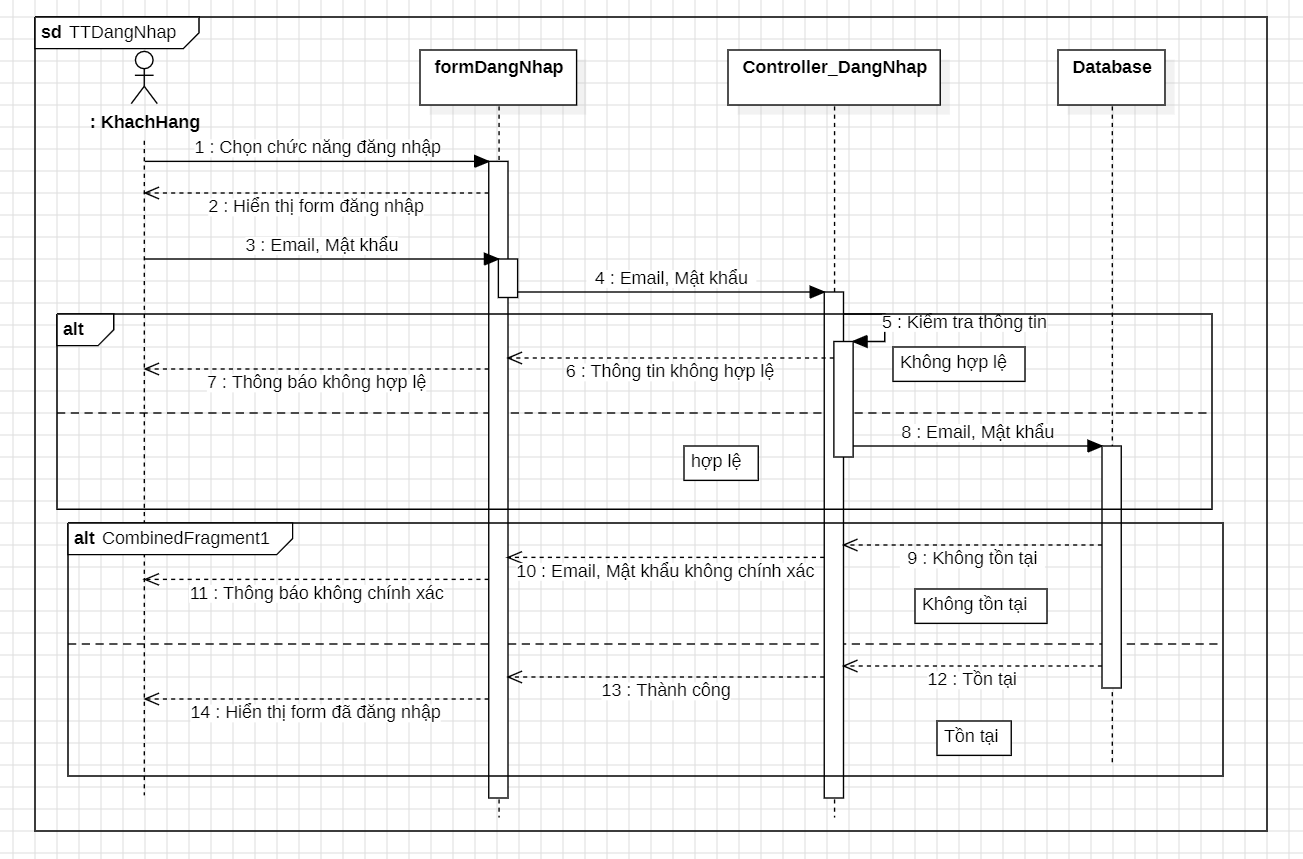 sd TTDangNhap
formDangNhap
Controller_DangNhap
Database
: KhachHang
1 : Chọn chức năng đăng nhập
2 : Hiển thị form đăng nhập
3 : Email, Mật khẩu
4 : Email, Mật khẩu
alt
5 : Kiểm tra thông tin
Không hợp lệ
6 : Thông tin không hợp lệ
7 : Thông báo không hợp lệ
8 : Email, Mật khẩu
hợp lệ
alt CombinedFragment1
9 : Không tồn tại
10 : Email, Mật khẩu không chính xác
11 : Thông báo không chính xác
Không tồn tại
12 : Tồn tại
13 : Thành công
14 : Hiển thị form đã đăng nhập
Tồn tại